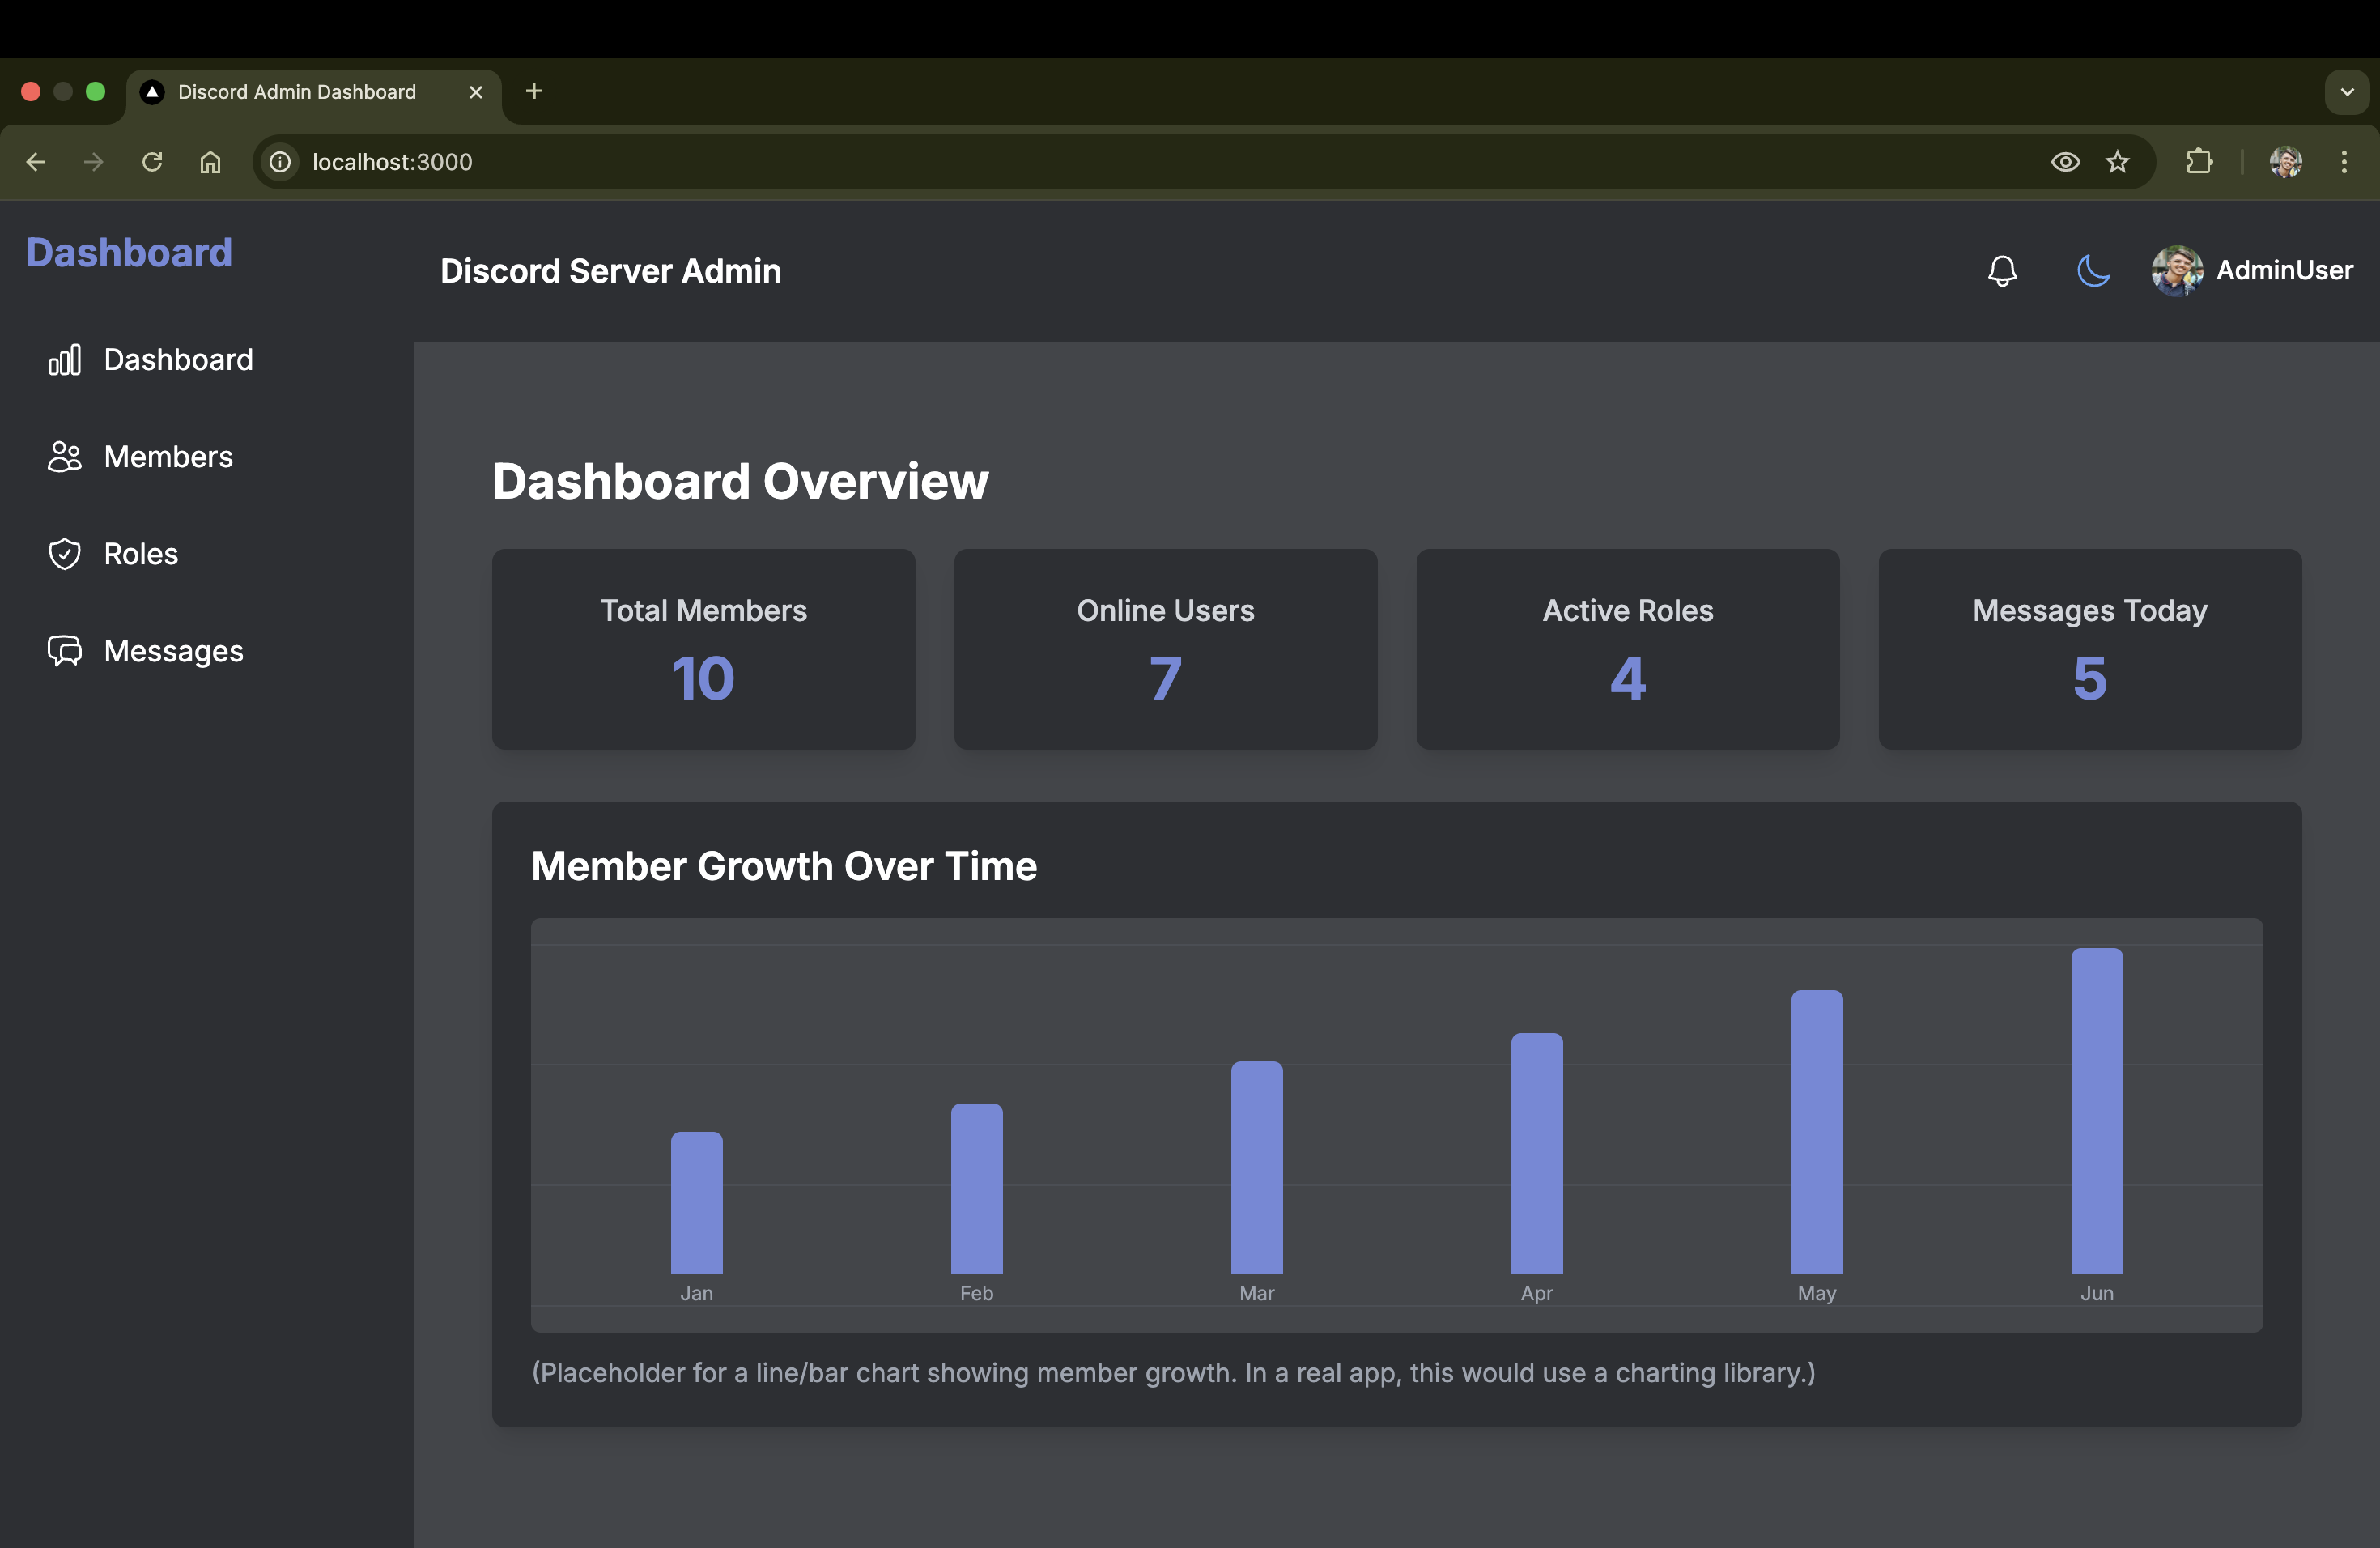 Discord Admin Dashboard
localhost:3000
Dashboard
Discord Server Admin
AdminUser
Dashboard
Members
Roles
Messages
Dashboard Overview
Total Members
10
Online Users
7
Active Roles
4
Messages Today
5
Member Growth Over Time
Jan Feb Mar Apr May Jun
(Placeholder for a line/bar chart showing member growth. In a real app, this would use a charting library.)